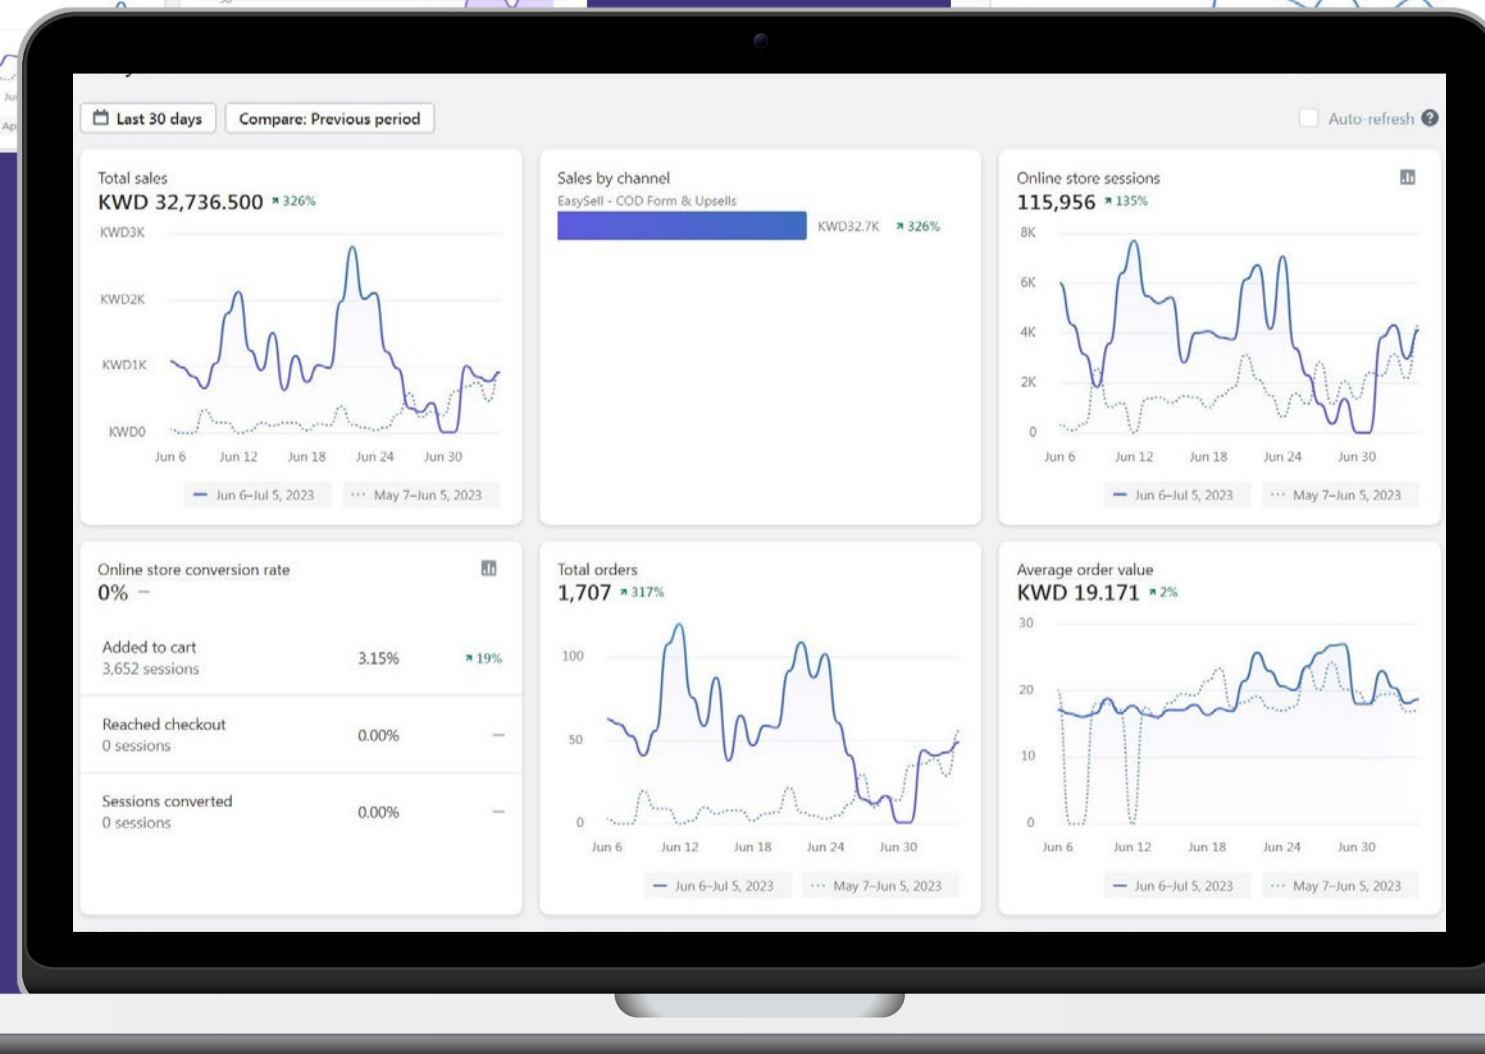 Last 30 days
Compare: Previous period
Auto-refresh
Total sales
KWD 32,736.500 326%
KWD3K
KWD2K
KWD1K
KWD0
Jun 6 Jun 12 Jun 18 Jun 24 Jun 30
Jun 6–Jul 5, 2023 May 7–Jun 5, 2023
Sales by channel
EasySell - COD Form & Upsells
KWD32.7K 326%
Online store sessions
115,956 135%
8K
6K
4K
2K
0
Jun 6 Jun 12 Jun 18 Jun 24 Jun 30
Jun 6–Jul 5, 2023 May 7–Jun 5, 2023
Online store conversion rate
0% –
Added to cart
3,652 sessions
3.15% 19%
Reached checkout
0 sessions
0.00% –
Sessions converted
0 sessions
0.00% –
Total orders
1,707 317%
100
50
0
Jun 6 Jun 12 Jun 18 Jun 24 Jun 30
Jun 6–Jul 5, 2023 May 7–Jun 5, 2023
Average order value
KWD 19.171 2%
30
20
10
0
Jun 6 Jun 12 Jun 18 Jun 24 Jun 30
Jun 6–Jul 5, 2023 May 7–Jun 5, 2023